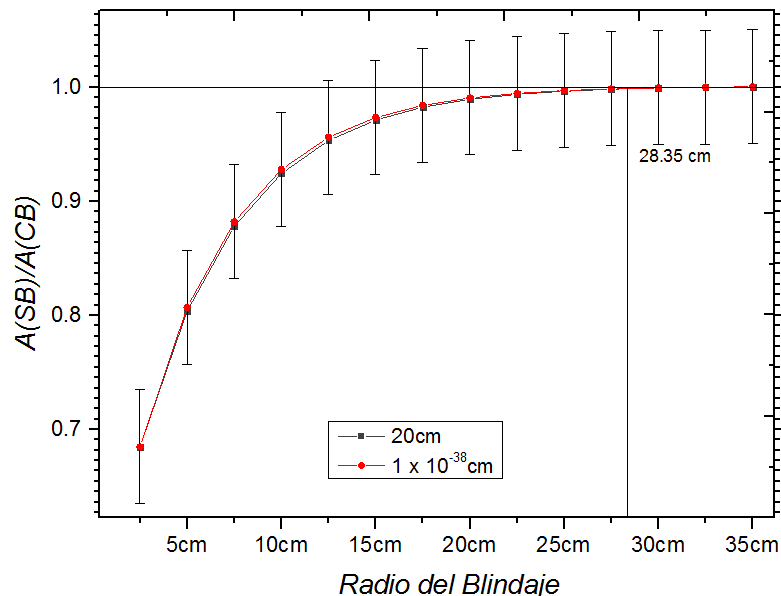 1.0
0.9
0.8
0.7
A(SB)/A(CB)
28.35 cm
20cm
1 x 10^-38cm
5cm 10cm 15cm 20cm 25cm 30cm 35cm
Radio del Blindaje